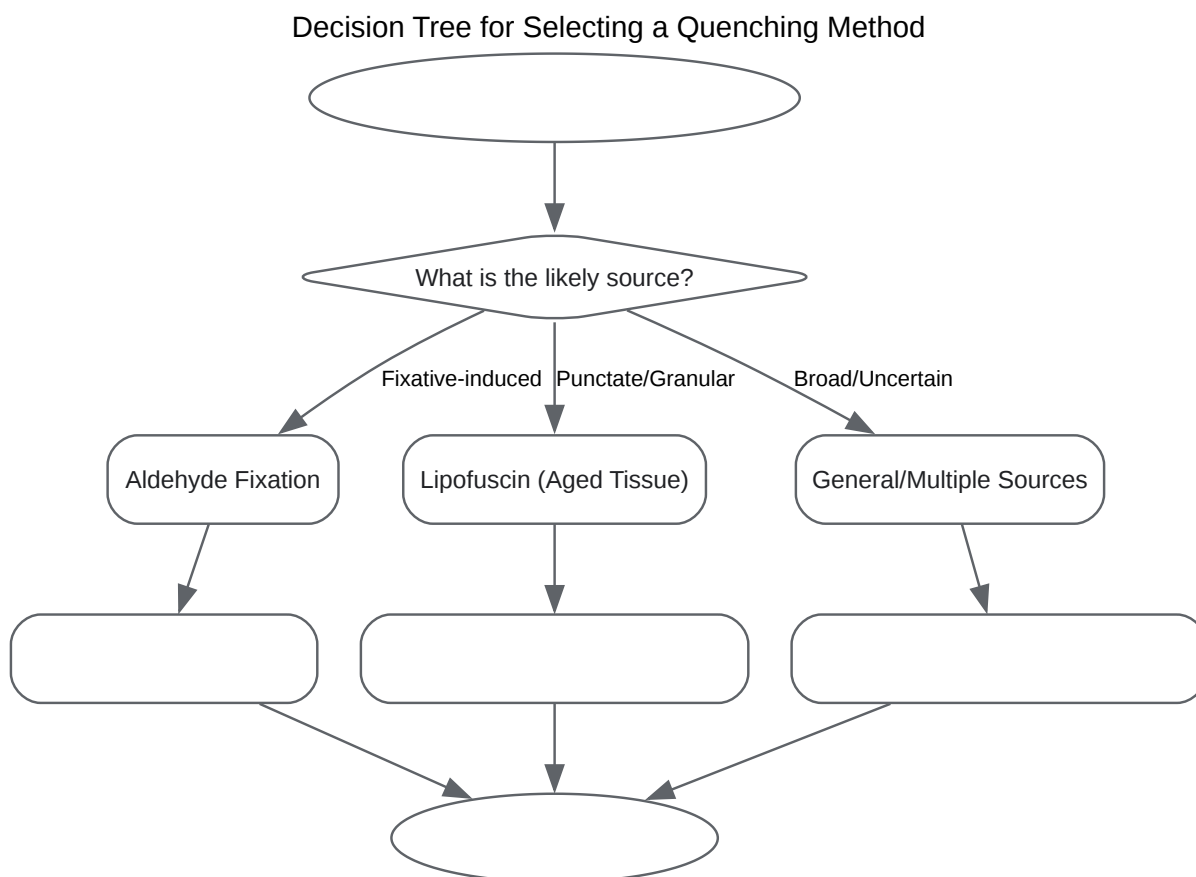 Decision Tree for Selecting a Quenching Method
What is the likely source?
Fixative-induced
Punctate/Granular
Broad/Uncertain
Aldehyde Fixation
Lipofuscin (Aged Tissue)
General/Multiple Sources